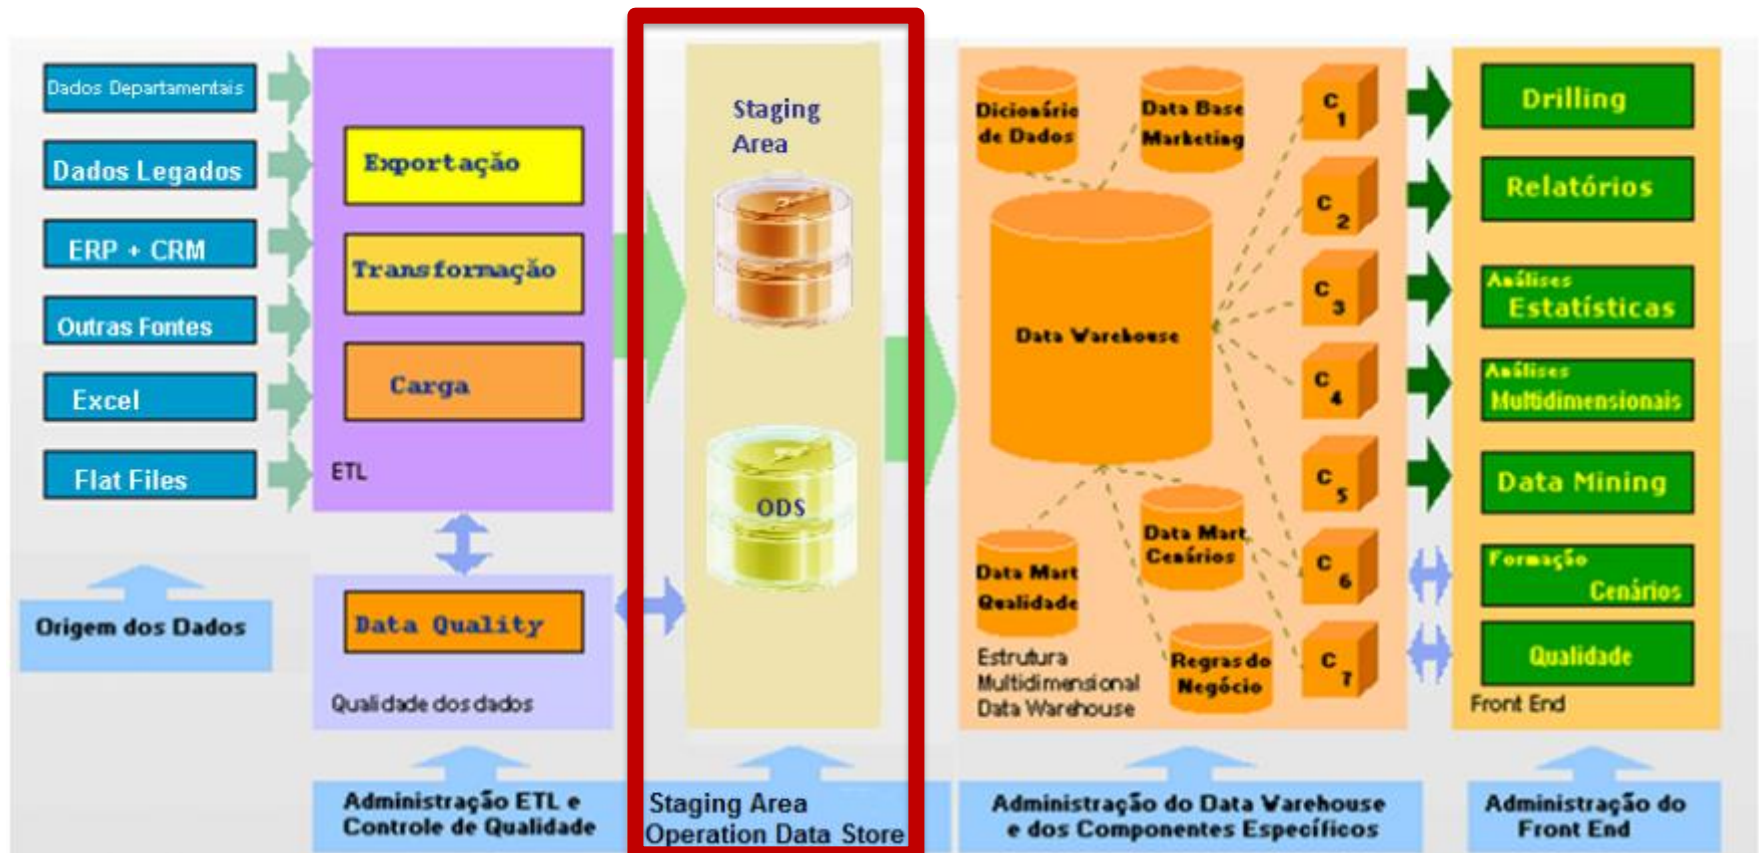 Dados Departamentais
Dados Legados
ERP + CRM
Outras Fontes
Excel
Flat Files
Origem dos Dados
Exportação
Transformação
Carga
ETL
Data Quality
Qualidade dos dados
Administração ETL e
Controle de Qualidade
Staging
Area
ODS
Staging Area
Operation Data Store
Dicionário
de Dados
Data Base
Marketing
Data Warehouse
Data Mart
Qualidade
Data Mart
Cenários
Regras do
Negócio
Estrutura
Multidimensional
Data Warehouse
C1
C2
C3
C4
C5
C6
C7
Administração do Data Warehouse
e dos Componentes Específicos
Drilling
Relatórios
Análises
Estatísticas
Análises
Multidimensionais
Data Mining
Formação
Cenários
Qualidade
Front End
Administração do
Front End